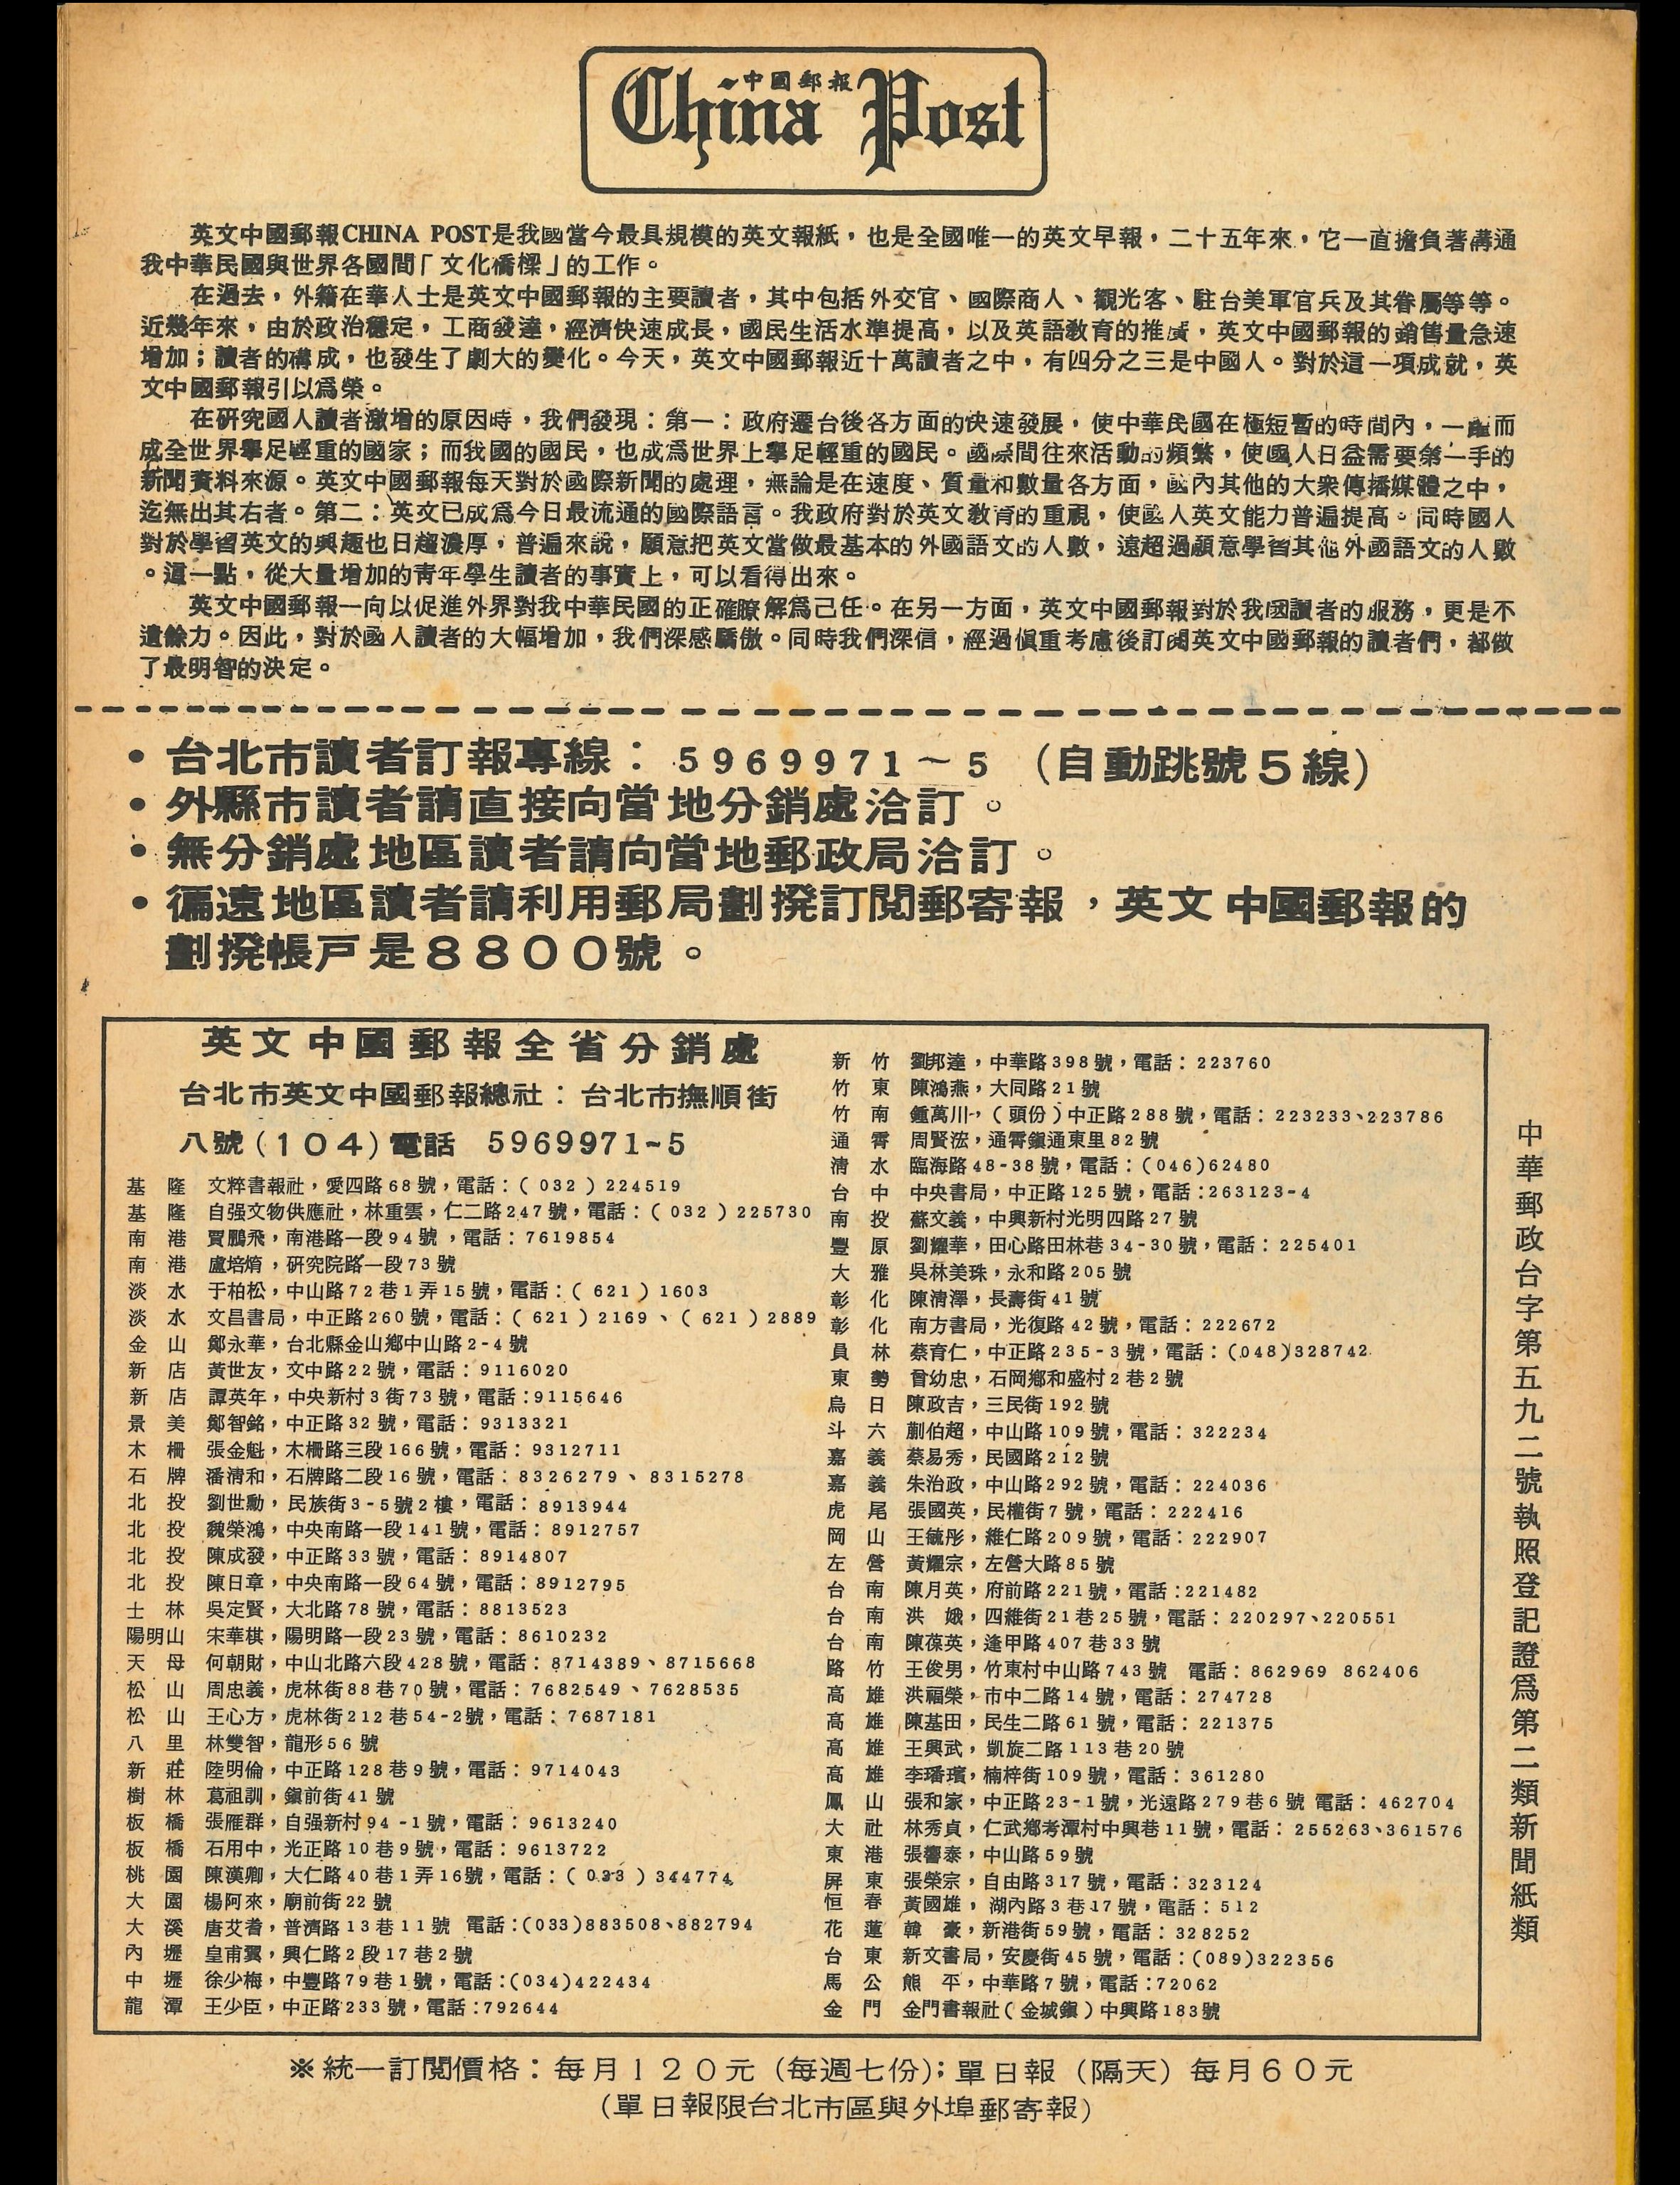 中國郵報
China Post
英文中國郵報CHINA POST是我國當今最具規模的英文報紙，也是全國唯一的英文早報，二十五年來，它一直擔負著溝通
我中華民國與世界各國間「文化橋樑」的工作。
在過去，外籍在華人士是英文中國郵報的主要讀者，其中包括外交官、國際商人、觀光客、駐台美軍官兵及其眷屬等等。
近幾年來，由於政治穩定，工商發達，經濟快速成長，國民生活水準提高，以及英語教育的推廣，英文中國郵報的銷售量急速
增加；讀者的構成，也發生了劇大的變化。今天，英文中國郵報近十萬讀者之中，有四分之三是中國人。對於這一項成就，英
文中國郵報引以爲榮。
在研究國人讀者激增的原因時，我們發現：第一：政府遷台後各方面的快速發展，使中華民國在極短暫的時間內，一躍而
成全世界舉足輕重的國家；而我國的國民，也成爲世界上舉足輕重的國民。國際間往來活動的頻繁，使國人日益需要第一手的
新聞資料來源。英文中國郵報每天對於國際新聞的處理，無論是在速度、質量和數量各方面，國內其他的大衆傳播媒體之中，
迄無出其右者。第二：英文已成爲今日最流通的國際語言。我政府對於英文教育的重視，使國人英文能力普遍提高。同時國人
對於學習英文的興趣也日趨濃厚，普遍來說，願意把英文當做最基本的外國語文的人數，遠超過願意學習其他外國語文的人數
。這一點，從大量增加的靑年學生讀者的事實上，可以看得出來。
英文中國郵報一向以促進外界對我中華民國的正確瞭解爲己任。在另一方面，英文中國郵報對於我國讀者的服務，更是不
遺餘力。因此，對於國人讀者的大幅增加，我們深感驕傲。同時我們深信，經過愼重考慮後訂閱英文中國郵報的讀者們，都做
了最明智的決定。
•台北市讀者訂報專線：5969971～5 （自動跳號5線）
•外縣市讀者請直接向當地分銷處洽訂。
•無分銷處地區讀者請向當地郵政局洽訂。
•徧遠地區讀者請利用郵局劃撥訂閱郵寄報，英文中國郵報的
劃撥帳戶是8800號。
英文中國郵報全省分銷處
台北市英文中國郵報總社：台北市撫順街
八號(104)電話 5969971~5
基隆 文粹書報社，愛四路68號，電話：(032)224519
基隆 自强文物供應社，林重雲，仁二路247號，電話：(032)225730
南港 賈鵬飛，南港路一段94號，電話：7619854
南港 盧培焴，研究院路一段73號
淡水 于柏松，中山路72巷1弄15號，電話：(621)1603
淡水 文昌書局，中正路260號，電話：(621)2169、(621)2889
金山 鄭永華，台北縣金山鄉中山路2-4號
新店 黃世友，文中路22號，電話：9116020
新店 譚英年，中央新村3街73號，電話：9115646
景美 鄭智銘，中正路32號，電話：9313321
木柵 張金魁，木柵路三段166號，電話：9312711
石牌 潘清和，石牌路二段16號，電話：8326279、8315278
北投 劉世勳，民族街3-5號2樓，電話：8913944
北投 魏榮鴻，中央南路一段141號，電話：8912757
北投 陳成發，中正路33號，電話：8914807
北投 陳日章，中央南路一段64號，電話：8912795
士林 吳定賢，大北路78號，電話：8813523
陽明山 宋華棋，陽明路一段23號，電話：8610232
天母 何朝財，中山北路六段428號，電話：8714389、8715668
松山 周忠義，虎林街88巷70號，電話：7682549、7628535
松山 王心方，虎林街212巷54-2號，電話：7687181
八里 林雙智，龍形56號
新莊 陸明倫，中正路128巷9號，電話：9714043
樹林 葛祖訓，鎭前街41號
板橋 張雁群，自强新村94-1號，電話：9613240
板橋 石用中，光正路10巷9號，電話：9613722
桃園 陳漢卿，大仁路40巷1弄16號，電話：(033)344774
大園 楊阿來，廟前街22號
大溪 唐艾耆，普濟路13巷11號 電話：(033)883508、882794
內壢 皇甫翼，興仁路2段17巷2號
中壢 徐少梅，中豐路79巷1號，電話：(034)422434
龍潭 王少臣，中正路233號，電話：792644
新竹 劉邦達，中華路398號，電話：223760
竹東 陳鴻燕，大同路21號
竹南 鍾萬川，（頭份）中正路288號，電話：223233、223786
通霄 周賢浤，通霄鎭通東里82號
清水 臨海路48-38號，電話：(046)62480
台中 中央書局，中正路125號，電話：263123-4
南投 蘇文義，中興新村光明四路27號
豐原 劉耀華，田心路田林巷34-30號，電話：225401
大雅 吳林美珠，永和路205號
彰化 陳淸澤，長壽街41號
彰化 南方書局，光復路42號，電話：222672
員林 蔡育仁，中正路235-3號，電話：(048)328742
東勢 曾幼忠，石岡鄉和盛村2巷2號
烏日 陳政吉，三民街192號
斗六 蒯伯超，中山路109號，電話：322234
嘉義 蔡易秀，民國路212號
嘉義 朱治政，中山路292號，電話：224036
虎尾 張國英，民權街7號，電話：222416
岡山 王毓彤，維仁路209號，電話：222907
左營 黃耀宗，左營大路85號
台南 陳月英，府前路221號，電話：221482
台南 洪娥，四維街21巷25號，電話：220297、220551
台南 陳葆英，逢甲路407巷33號
路竹 王俊男，竹東村中山路743號 電話：862969 862406
高雄 洪福榮，市中二路14號，電話：274728
高雄 陳基田，民生二路61號，電話：221375
高雄 王興武，凱旋二路113巷20號
高雄 李璠璸，楠梓街109號，電話：361280
鳳山 張和家，中正路23-1號，光遠路279巷6號 電話：462704
大社 林秀貞，仁武鄉考潭村中興巷11號，電話：255263、361576
東港 張響泰，中山路59號
屏東 張榮宗，自由路317號，電話：323124
恒春 黃國雄，湖內路3巷17號，電話：512
花蓮 韓豪，新港街59號，電話：328252
台東 新文書局，安慶街45號，電話：(089)322356
馬公 熊平，中華路7號，電話：72062
金門 金門書報社（金城鎭）中興路183號
中華郵政台字第五九二號執照登記證爲第二類新聞紙類
※統一訂閱價格：每月120元（每週七份）；單日報（隔天）每月60元
（單日報限台北市區與外埠郵寄報）